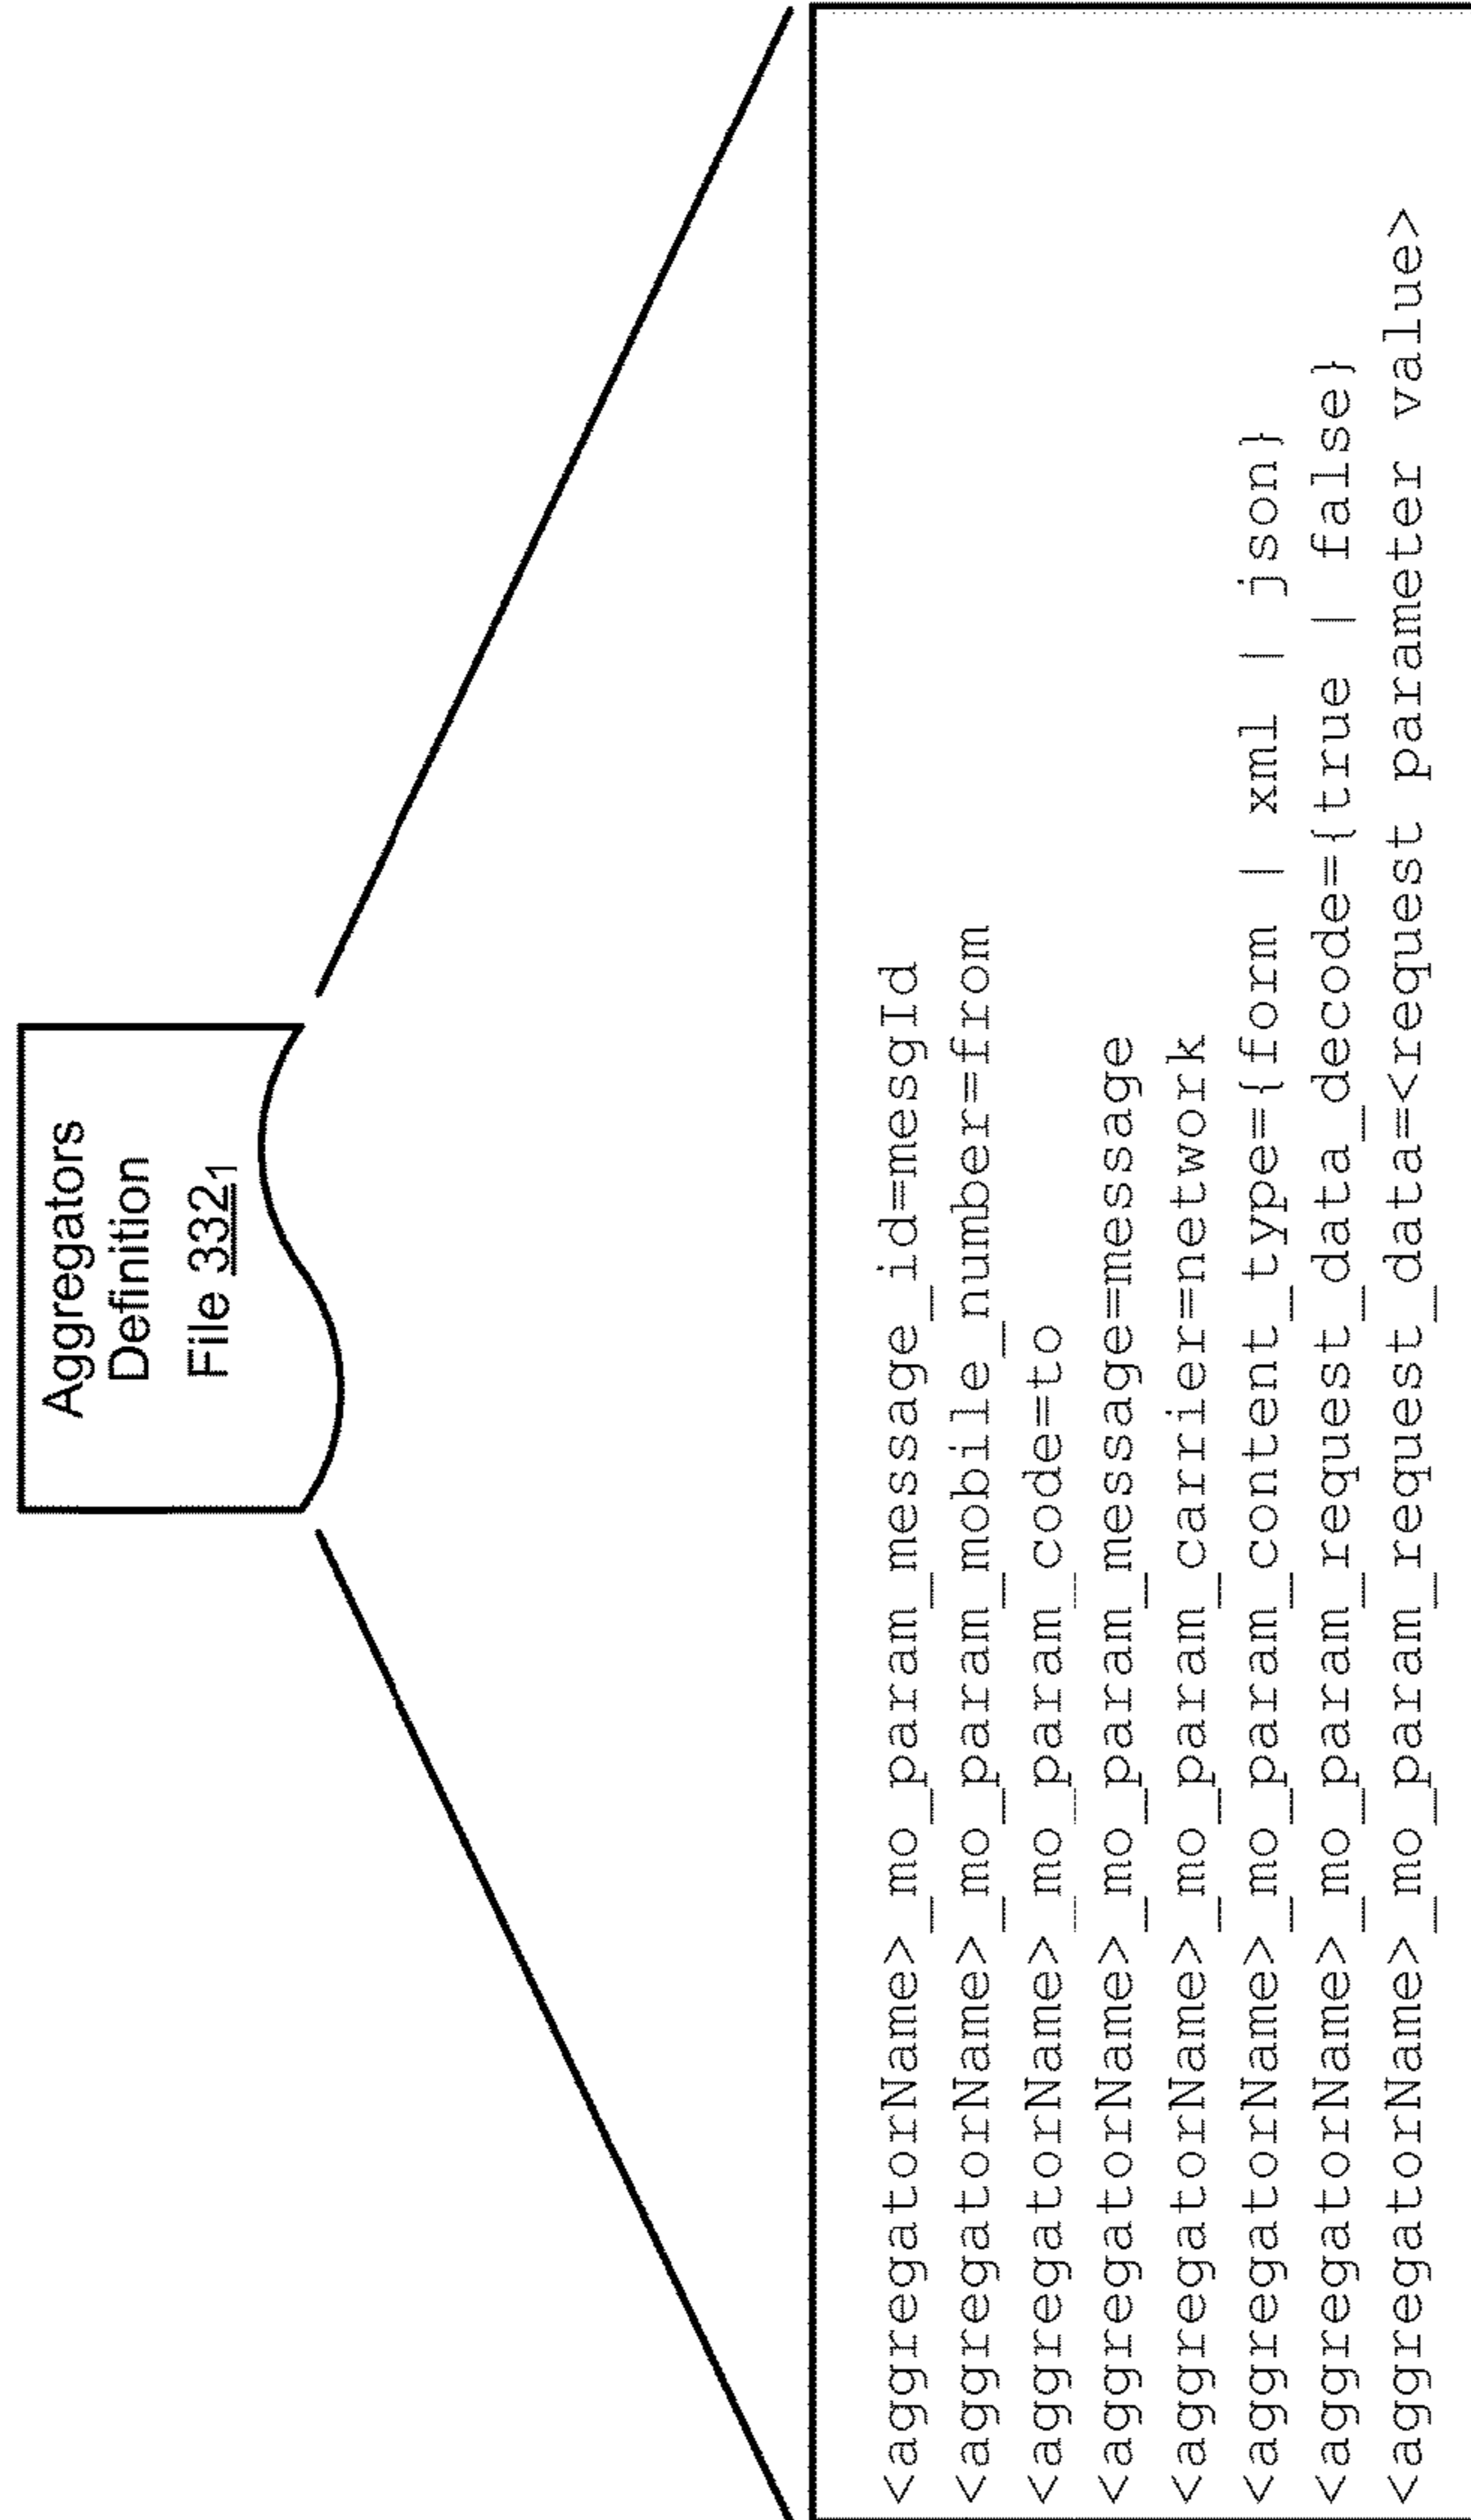 Aggregators
Definition
File 332₁
<aggregatorName>_mo_param_message_id=mesgId
<aggregatorName>_mo_param_mobile_number=from
<aggregatorName>_mo_param_code=to
<aggregatorName>_mo_param_message=message
<aggregatorName>_mo_param_carrier=network
<aggregatorName>_mo_param_content_type={form | xml | json}
<aggregatorName>_mo_param_request_data_decode={true | false}
<aggregatorName>_mo_param_request_data=<request parameter value>